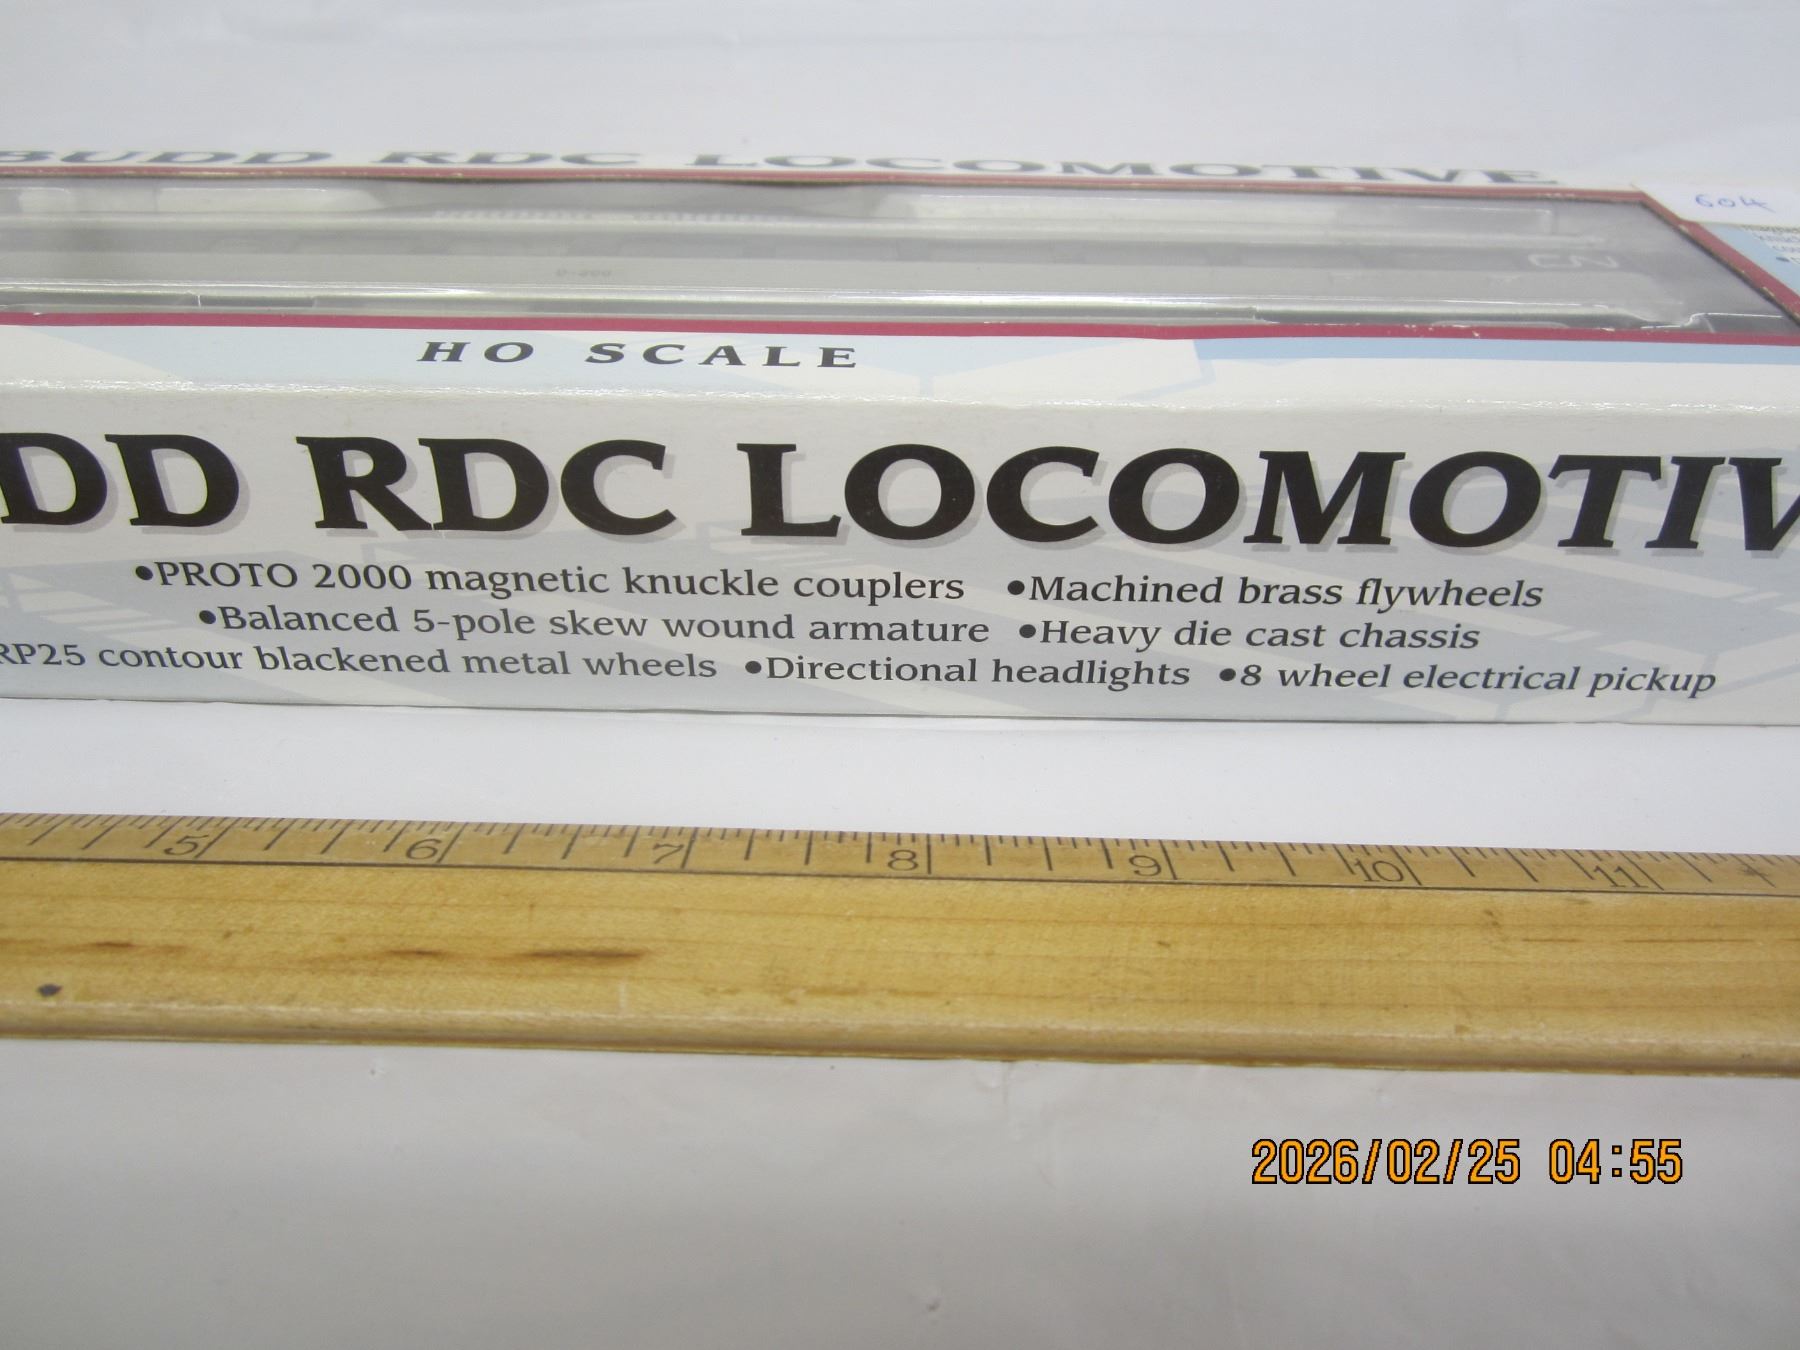 BUDD RDC LOCOMOTIVE
604
CN
HO SCALE
DD RDC LOCOMOTIV
•PROTO 2000 magnetic knuckle couplers •Machined brass flywheels
•Balanced 5-pole skew wound armature •Heavy die cast chassis
RP25 contour blackened metal wheels •Directional headlights •8 wheel electrical pickup
5 6 7 8 9 10 11
2026/02/25 04:55